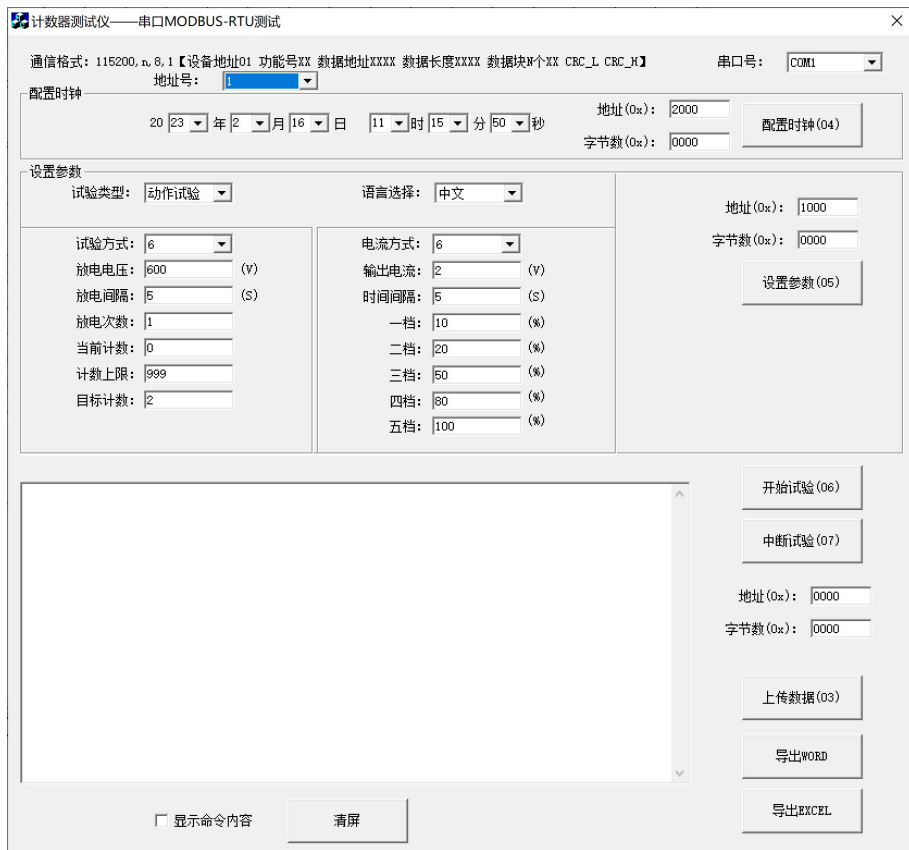 计数器测试仪——串口MODBUS-RTU测试
通信格式: 115200,n,8,1【设备地址01 功能号XX 数据地址XXXX 数据长度XXXX 数据块N个XX CRC_L CRC_H】 串口号: COM1
地址号: 1
配置时钟
20 23 年 2 月 16 日 11 时 15 分 50 秒
地址(0x): 2000
字节数(0x): 0000
配置时钟(04)
设置参数
试验类型: 动作试验 语言选择: 中文
试验方式: 6
放电电压: 600 (V)
放电间隔: 5 (S)
放电次数: 1
当前计数: 0
计数上限: 999
目标计数: 2
电流方式: 6
输出电流: 2 (V)
时间间隔: 5 (S)
一档: 10 (%)
二档: 20 (%)
三档: 50 (%)
四档: 80 (%)
五档: 100 (%)
地址(0x): 1000
字节数(0x): 0000
设置参数(05)
开始试验(06)
中断试验(07)
地址(0x): 0000
字节数(0x): 0000
上传数据(03)
导出WORD
导出EXCEL
显示命令内容 清屏